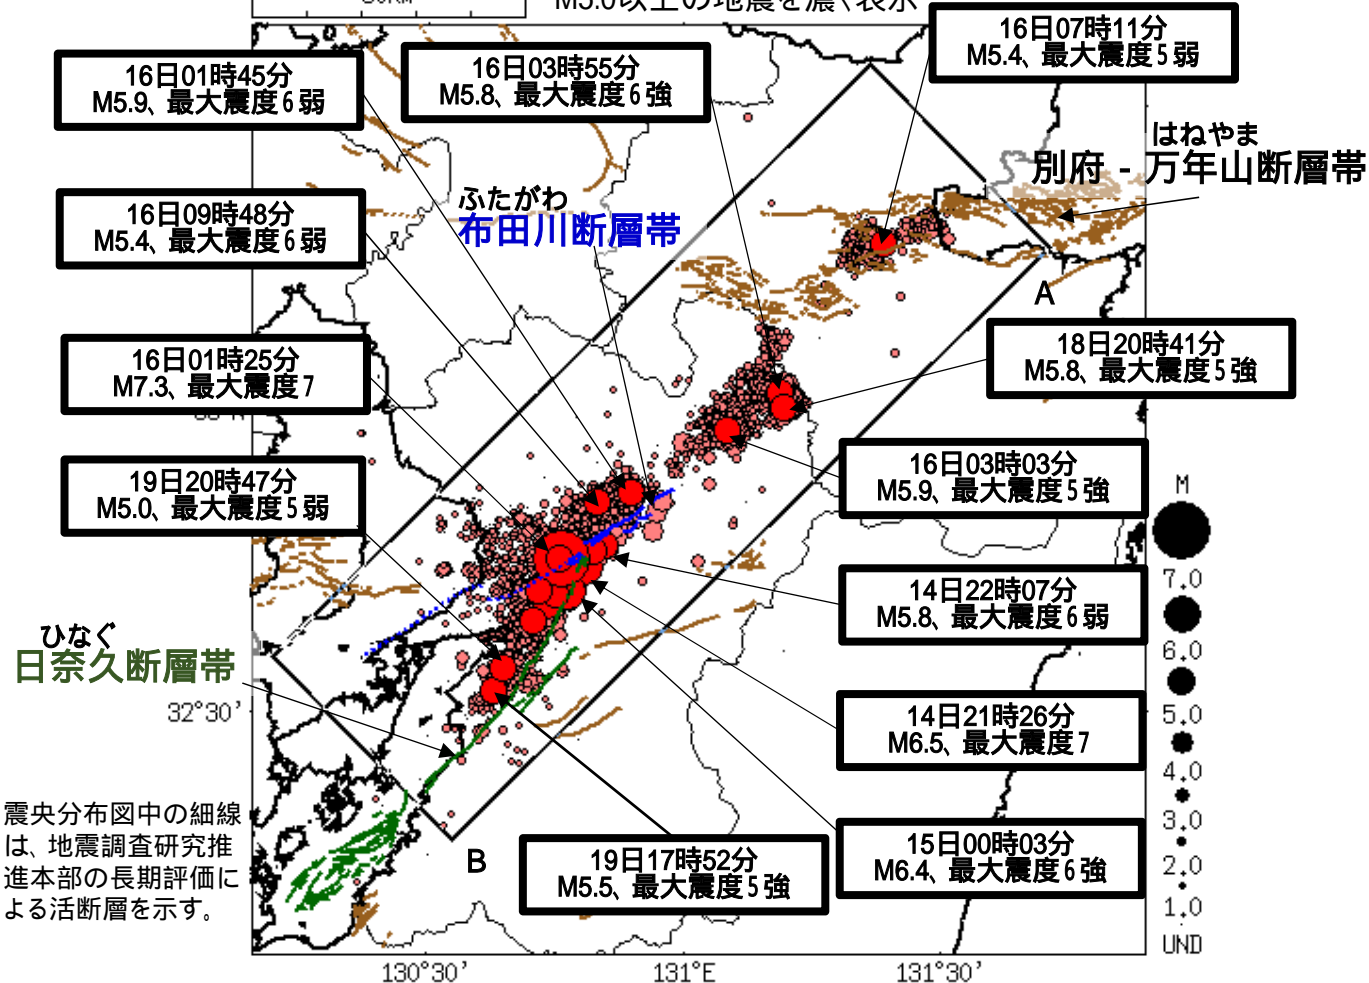 M5.0以上の地震を濃く表示
16日07時11分
M5.4、最大震度5弱
16日01時45分
M5.9、最大震度6弱
16日03時55分
M5.8、最大震度6強
はねやま
別府 - 万年山断層帯
16日09時48分
M5.4、最大震度6弱
ふたがわ
布田川断層帯
A
16日01時25分
M7.3、最大震度7
18日20時41分
M5.8、最大震度5強
16日03時03分
M5.9、最大震度5強
19日20時47分
M5.0、最大震度5弱
M
7.0
6.0
5.0
4.0
3.0
2.0
1.0
UND
14日22時07分
M5.8、最大震度6弱
ひなぐ
日奈久断層帯
32°30'
14日21時26分
M6.5、最大震度7
15日00時03分
M6.4、最大震度6強
B
19日17時52分
M5.5、最大震度5強
震央分布図中の細線
は、地震調査研究推
進本部の長期評価に
よる活断層を示す。
130°30'
131°E
131°30'